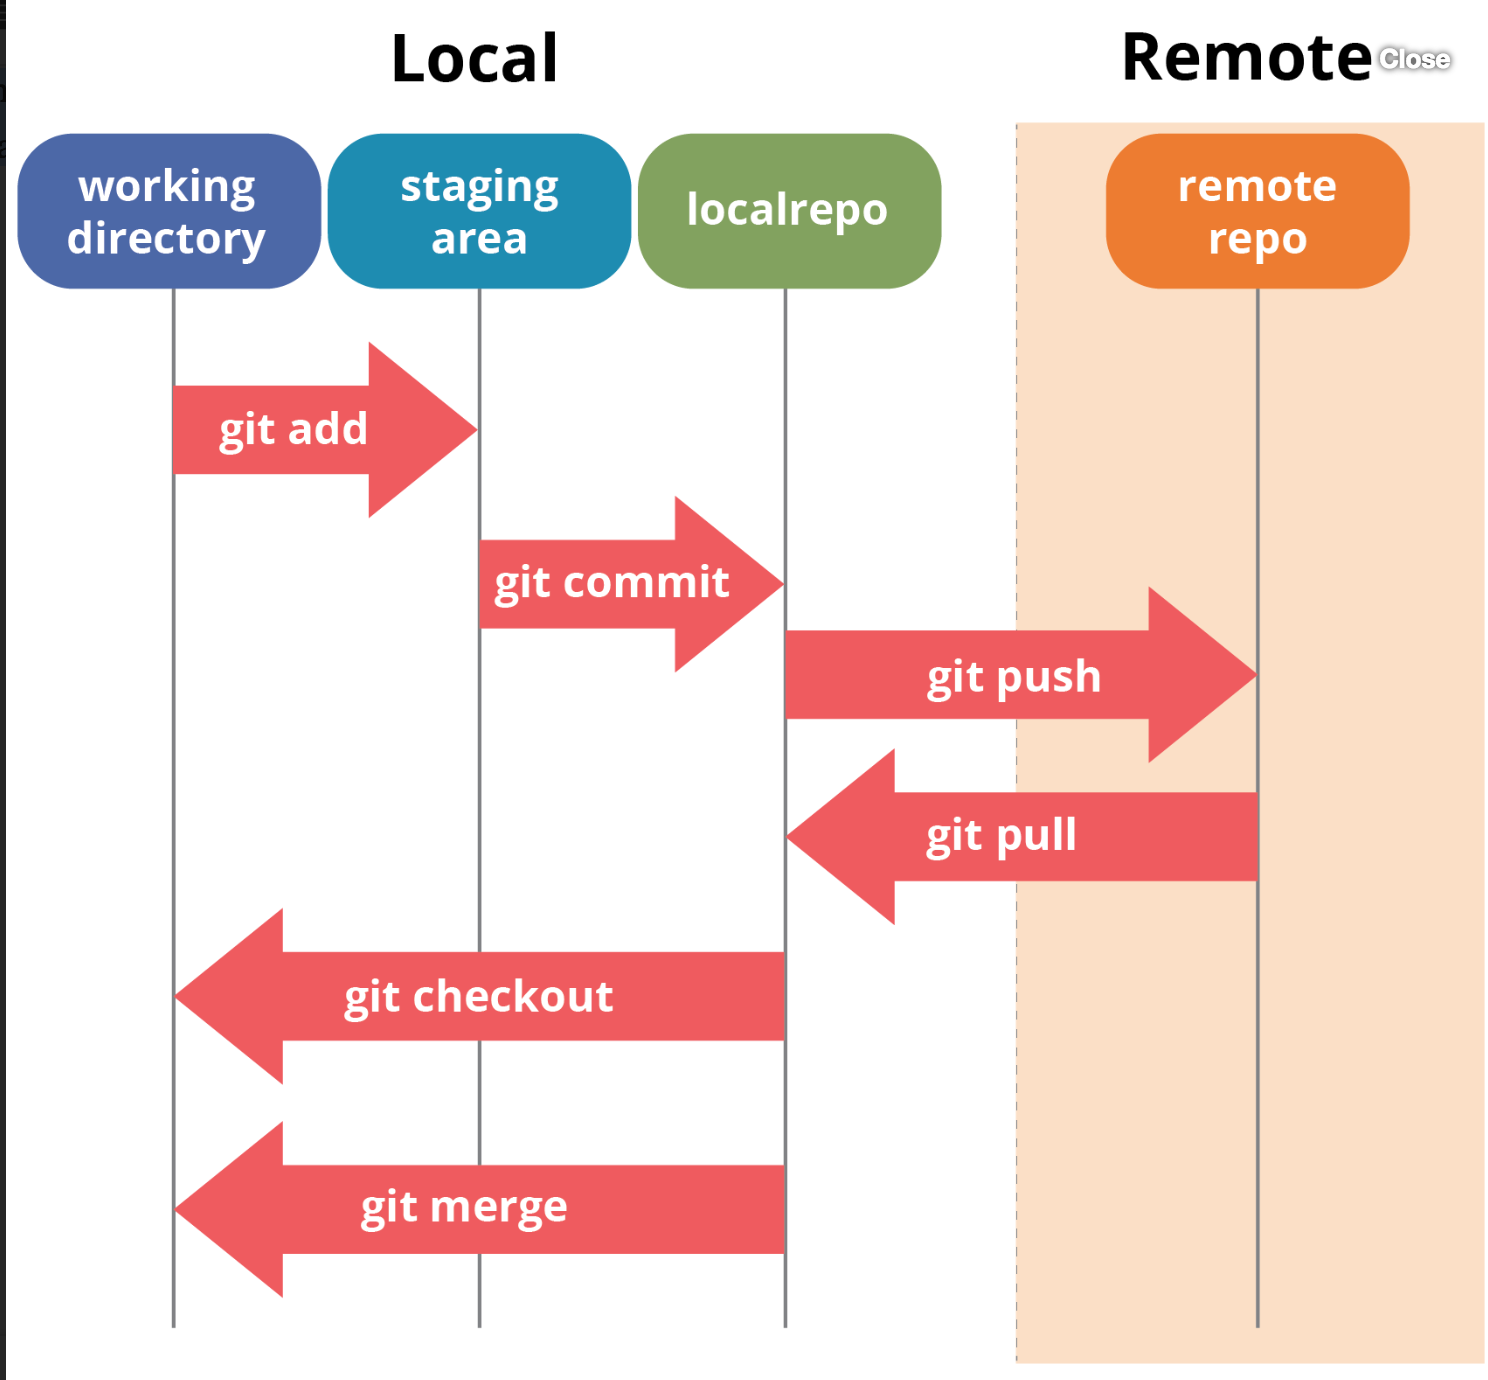 Local
Remote
Close
working
directory
staging
area
localrepo
remote
repo
git add
git commit
git push
git pull
git checkout
git merge